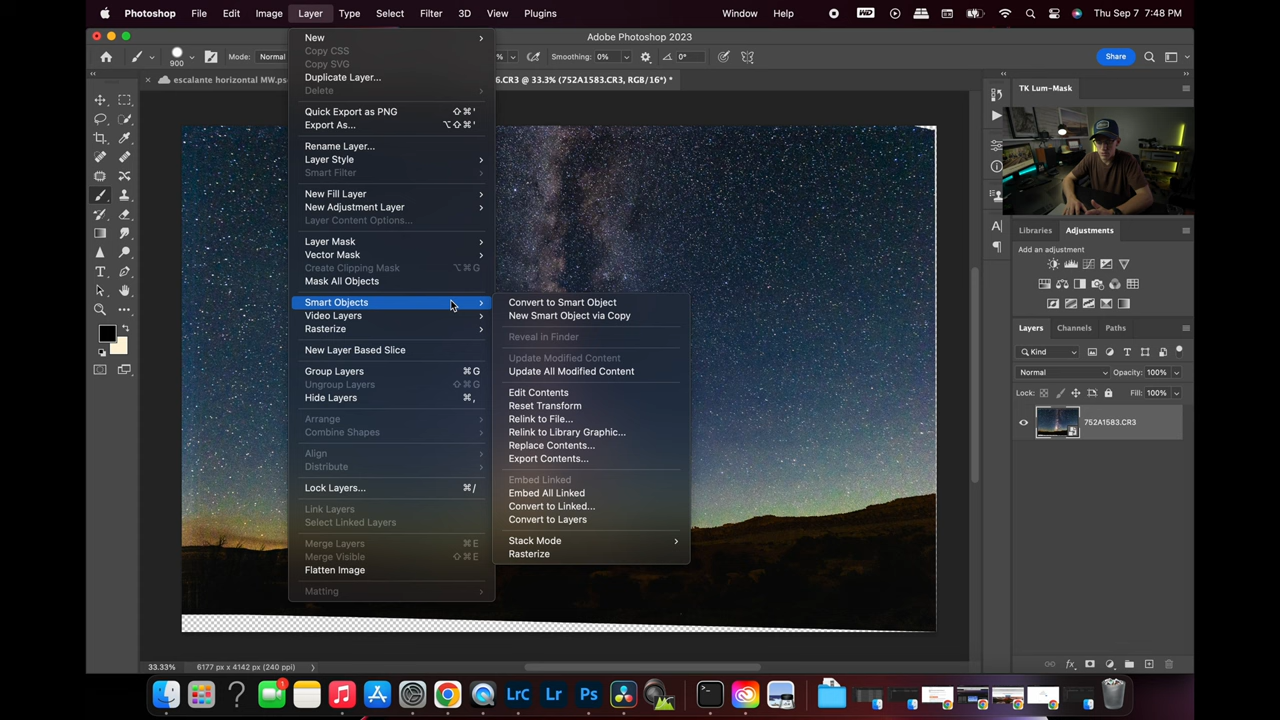 Photoshop File Edit Image Layer Type Select Filter 3D View Plugins Window Help Thu Sep 7 7:48 PM
Adobe Photoshop 2023
900 Mode: Normal % Smoothing: 0% 0° Share
escalante horizontal MW.ps 6.CR3 @ 33.3% (752A1583.CR3, RGB/16*) *
New
Copy CSS
Copy SVG
Duplicate Layer...
Delete
Quick Export as PNG ⇧⌘'
Export As... ⌥⇧⌘'
Rename Layer...
Layer Style
Smart Filter
New Fill Layer
New Adjustment Layer
Layer Content Options...
Layer Mask
Vector Mask
Create Clipping Mask ⌥⌘G
Mask All Objects
Smart Objects
Video Layers
Rasterize
New Layer Based Slice
Group Layers ⌘G
Ungroup Layers ⇧⌘G
Hide Layers ⌘,
Arrange
Combine Shapes
Align
Distribute
Lock Layers... ⌘/
Link Layers
Select Linked Layers
Merge Layers ⌘E
Merge Visible ⇧⌘E
Flatten Image
Matting
Convert to Smart Object
New Smart Object via Copy
Reveal in Finder
Update Modified Content
Update All Modified Content
Edit Contents
Reset Transform
Relink to File...
Relink to Library Graphic...
Replace Contents...
Export Contents...
Embed Linked
Embed All Linked
Convert to Linked...
Convert to Layers
Stack Mode
Rasterize
TK Lum-Mask
Libraries Adjustments
Add an adjustment
Layers Channels Paths
Kind
Normal Opacity: 100%
Lock: Fill: 100%
752A1583.CR3
33.33% 6177 px x 4142 px (240 ppi)
1
LrC Lr Ps